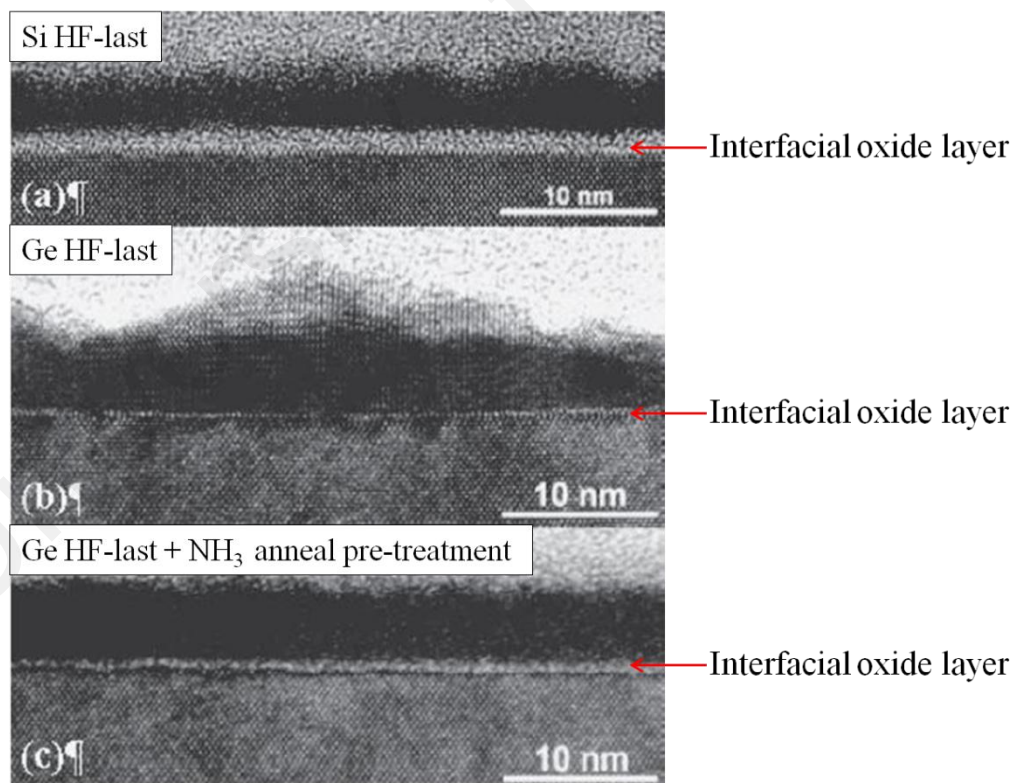 Si HF-last
Interfacial oxide layer
(a)¶
10 nm
Ge HF-last
Interfacial oxide layer
(b)¶
10 nm
Ge HF-last + NH₃ anneal pre-treatment
Interfacial oxide layer
(c)¶
10 nm